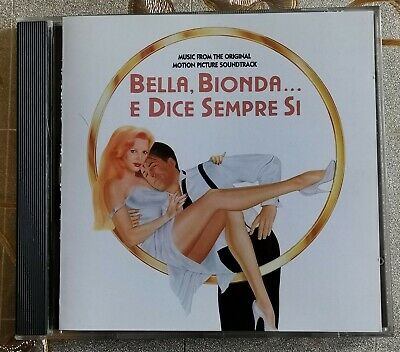 MUSIC FROM THE ORIGINAL
MOTION PICTURE SOUNDTRACK
BELLA, BIONDA...
E DICE SEMPRE SI